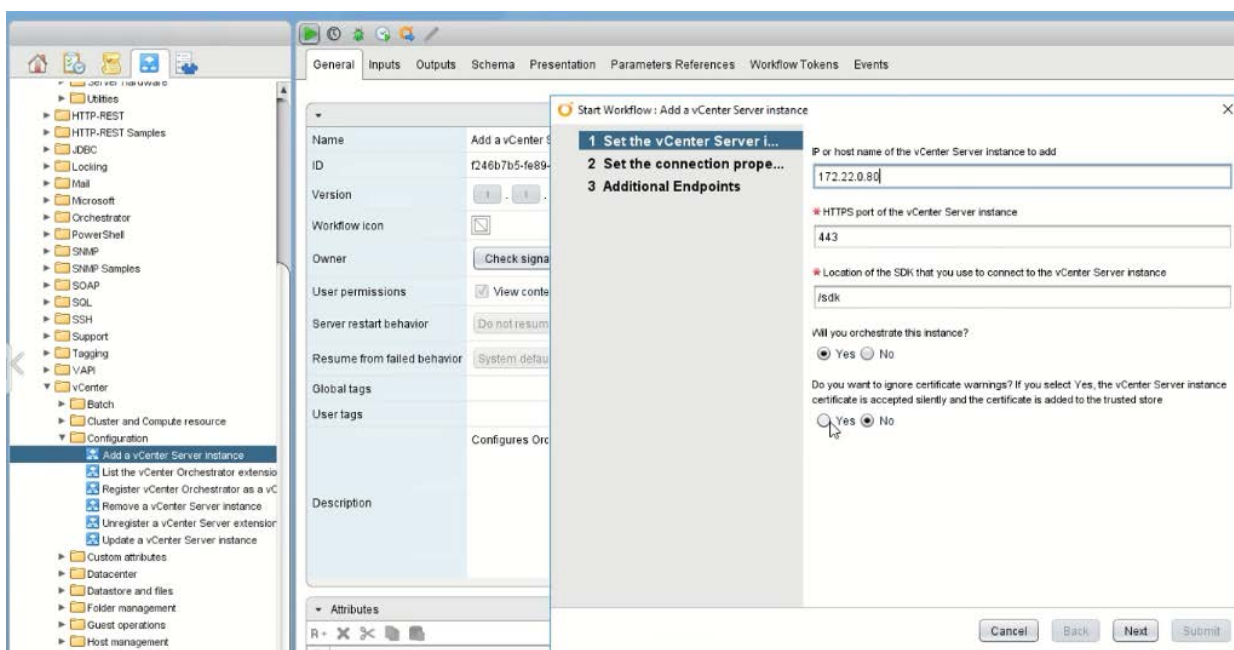 Server hardware
Utilities
HTTP-REST
HTTP-REST Samples
JDBC
Locking
Mail
Microsoft
Orchestrator
PowerShell
SNMP
SNMP Samples
SOAP
SQL
SSH
Support
Tagging
VAPI
vCenter
Batch
Cluster and Compute resource
Configuration
Add a vCenter Server instance
List the vCenter Orchestrator extensio
Register vCenter Orchestrator as a vC
Remove a vCenter Server instance
Unregister a vCenter Server extension
Update a vCenter Server instance
Custom attributes
Datacenter
Datastore and files
Folder management
Guest operations
Host management
General Inputs Outputs Schema Presentation Parameters References Workflow Tokens Events
Name Add a vCenter S
ID f246b7b5-fe89-
Version 1 . 1 .
Workflow icon
Owner Check signa
User permissions View conte
Server restart behavior Do not resum
Resume from failed behavior System defau
Global tags
User tags
Description Configures Orc
Attributes
R
Start Workflow : Add a vCenter Server instance
1 Set the vCenter Server i...
2 Set the connection prope...
3 Additional Endpoints
IP or host name of the vCenter Server instance to add
172.22.0.80
* HTTPS port of the vCenter Server instance
443
* Location of the SDK that you use to connect to the vCenter Server instance
/sdk
Will you orchestrate this instance?
Yes No
Do you want to ignore certificate warnings? If you select Yes, the vCenter Server instance
certificate is accepted silently and the certificate is added to the trusted store
Yes No
Cancel Back Next Submit